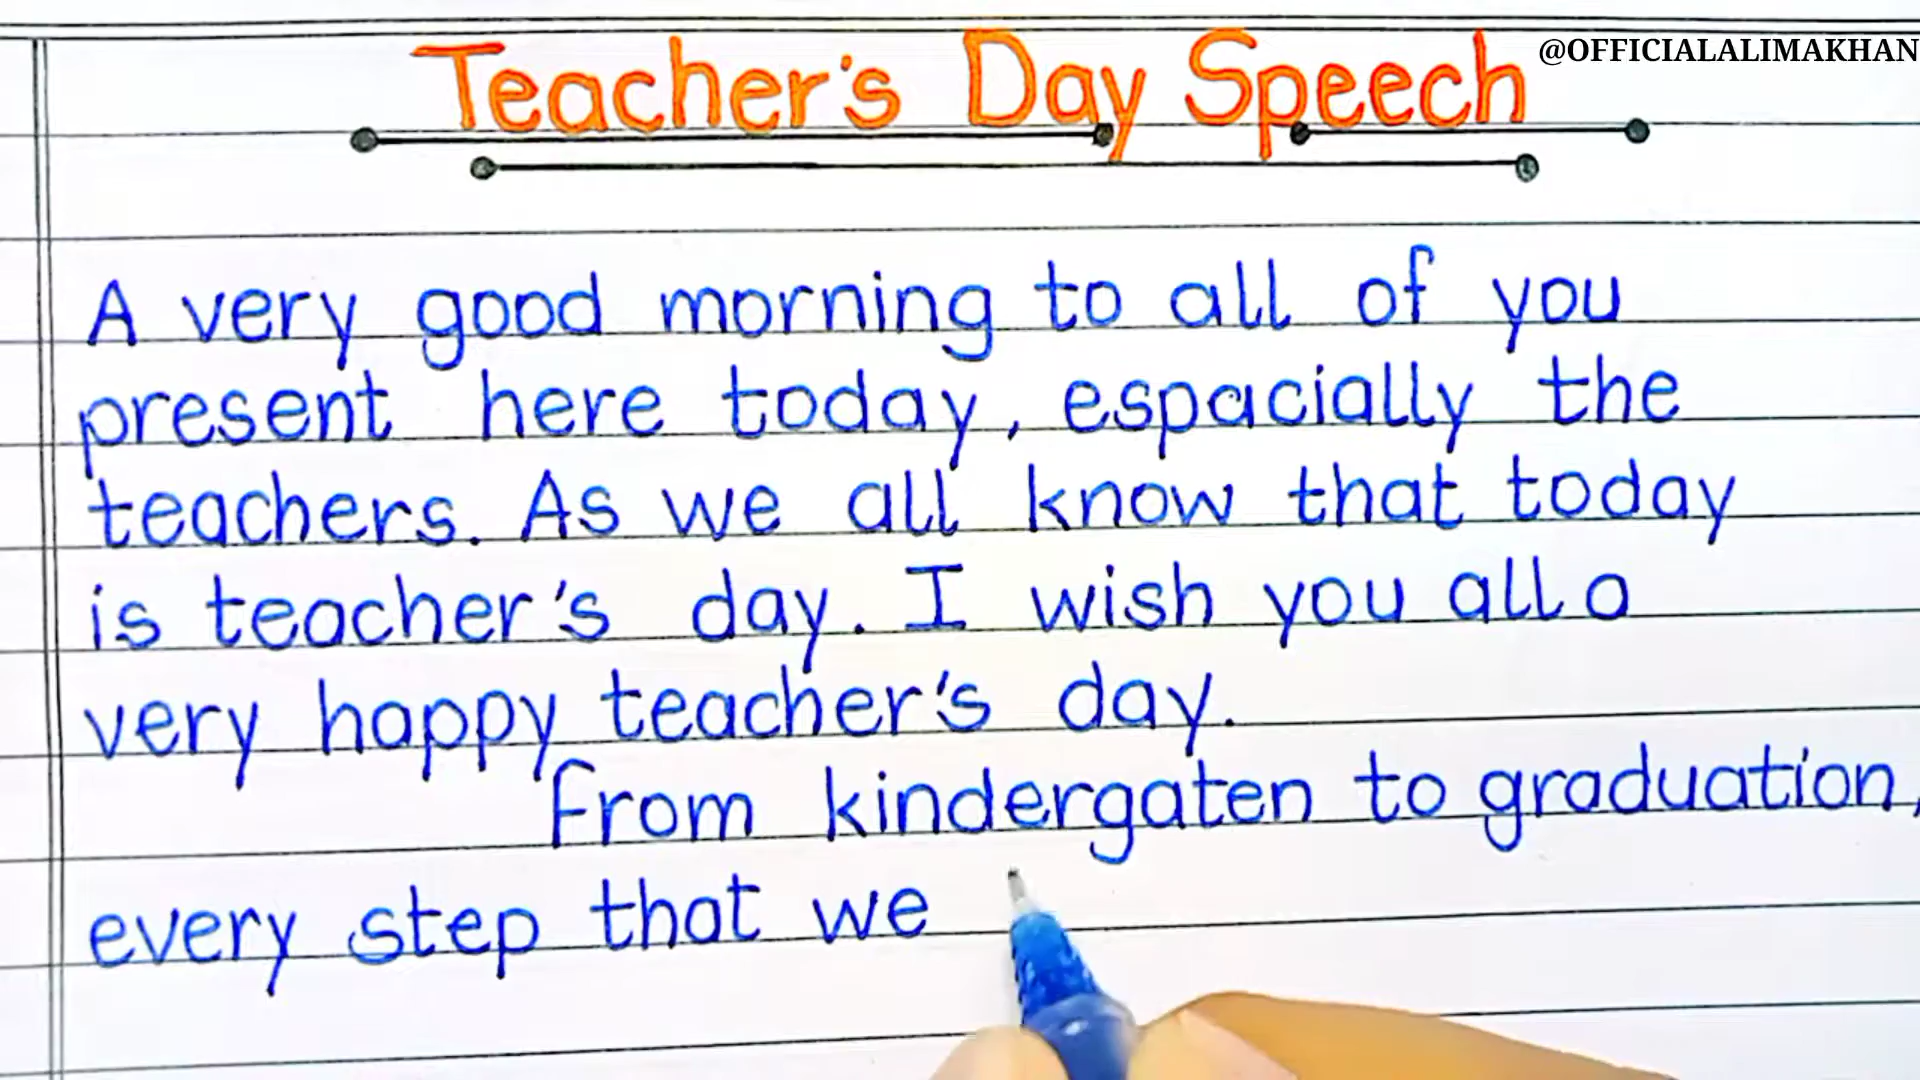 @OFFICIALALIMAKHAN
Teacher's Day Speech
A very good morning to all of you
present here today, espacially the
teachers. As we all know that today
is teacher's day. I wish you all a
very happy teacher's day.
From kindergaten to graduation,
every step that we